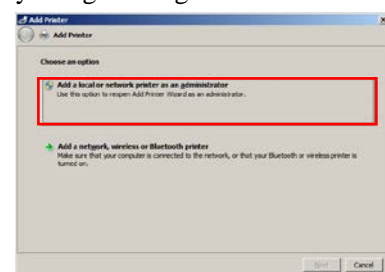 Add Printer
Add Printer
Choose an option
Add a local or network printer as an administrator
Use this option to reopen Add Printer Wizard as an administrator.
Add a network, wireless or Bluetooth printer
Make sure that your computer is connected to the network, or that your Bluetooth or wireless printer is
turned on.
Next Cancel